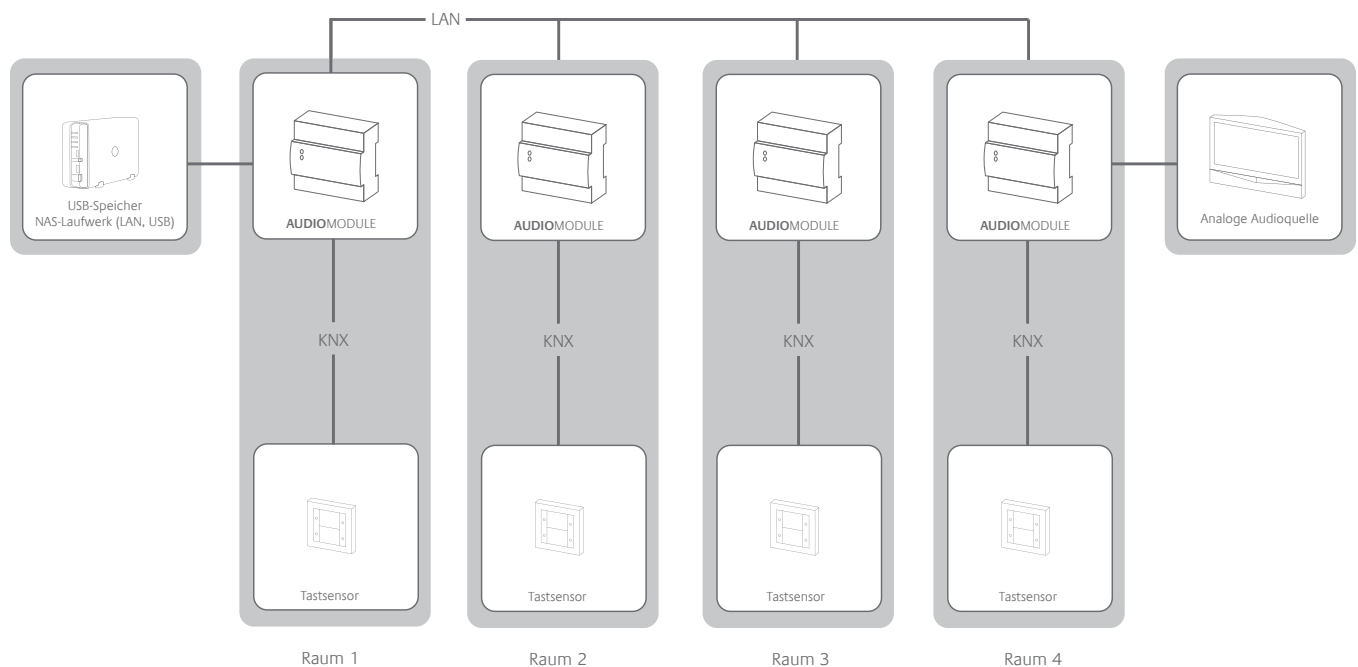 LAN
USB-Speicher
NAS-Laufwerk (LAN, USB)
AUDIOMODULE
AUDIOMODULE
AUDIOMODULE
AUDIOMODULE
Analoge Audioquelle
KNX
KNX
KNX
KNX
Tastsensor
Tastsensor
Tastsensor
Tastsensor
Raum 1
Raum 2
Raum 3
Raum 4